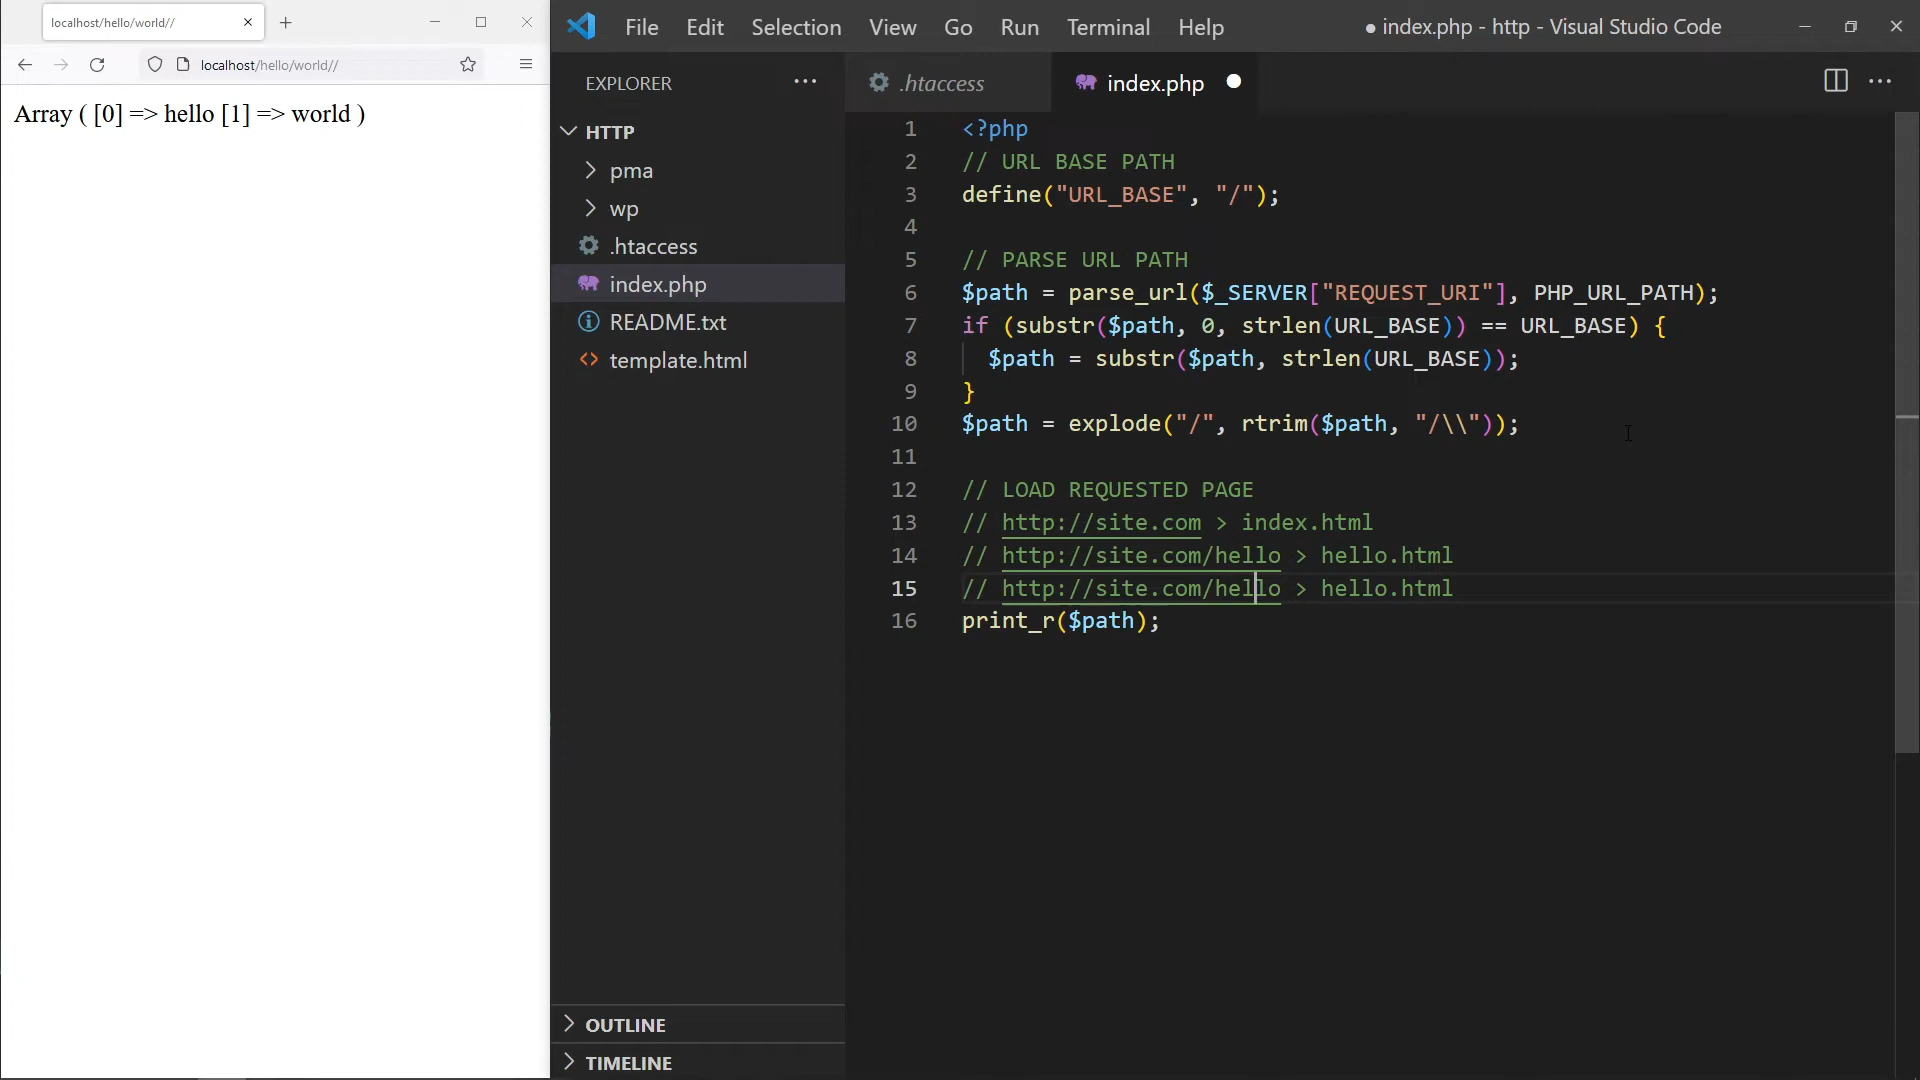 localhost/hello/world//
localhost/hello/world//
Array ( [0] => hello [1] => world )
File Edit Selection View Go Run Terminal Help
● index.php - http - Visual Studio Code
EXPLORER
HTTP
pma
wp
.htaccess
index.php
README.txt
template.html
OUTLINE
TIMELINE
.htaccess
index.php
1 <?php
2 // URL BASE PATH
3 define("URL_BASE", "/");
4
5 // PARSE URL PATH
6 $path = parse_url($_SERVER["REQUEST_URI"], PHP_URL_PATH);
7 if (substr($path, 0, strlen(URL_BASE)) == URL_BASE) {
8 $path = substr($path, strlen(URL_BASE));
9 }
10 $path = explode("/", rtrim($path, "/\\"));
11
12 // LOAD REQUESTED PAGE
13 // http://site.com > index.html
14 // http://site.com/hello > hello.html
15 // http://site.com/hello > hello.html
16 print_r($path);